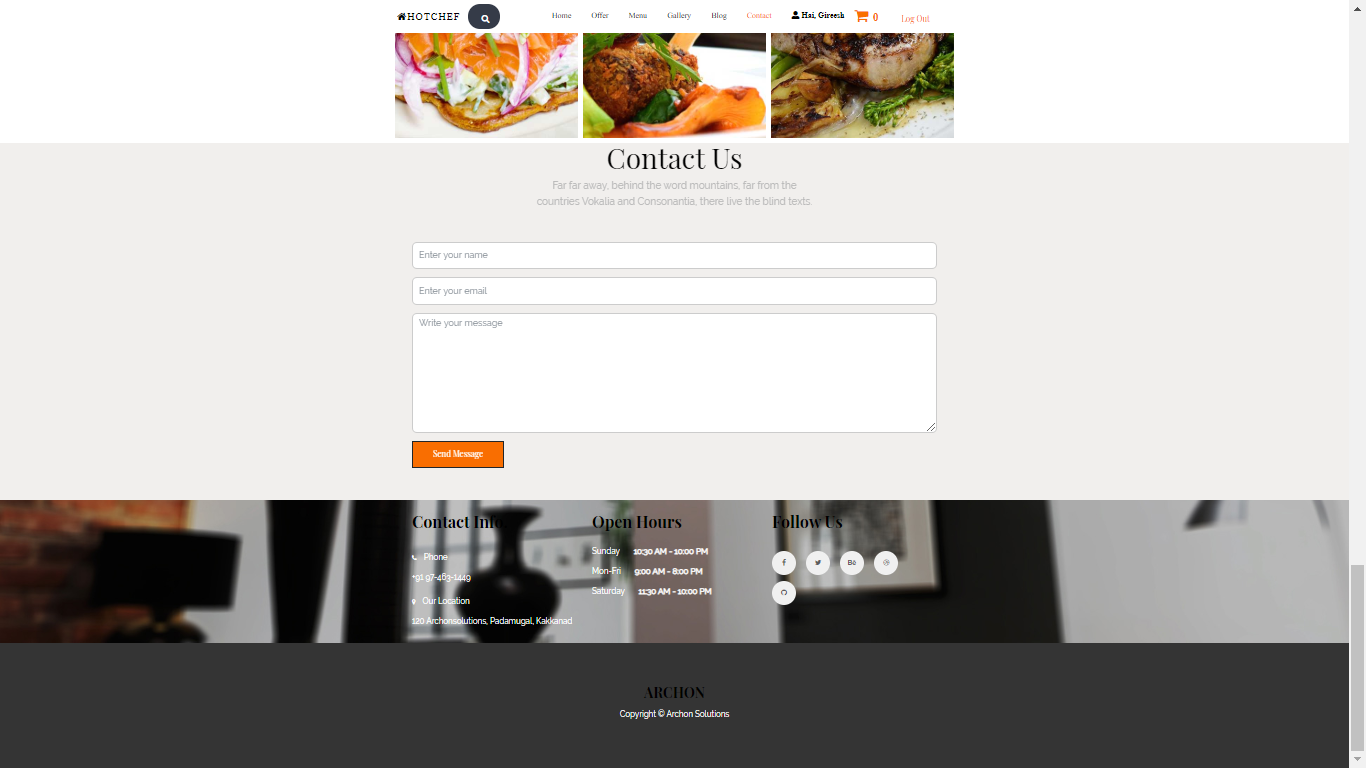 HOTCHEF
Home Offer Menu Gallery Blog Contact Hai, Gireesh 0 Log Out
Contact Us
Far far away, behind the word mountains, far from the
countries Vokalia and Consonantia, there live the blind texts.
Enter your name
Enter your email
Write your message
Send Message
Contact Info Open Hours Follow Us
Phone
+91 97-463-1449
Our Location
120 Archonsolutions, Padamugal, Kakkanad
Sunday 10:30 AM - 10:00 PM
Mon-Fri 9:00 AM - 8:00 PM
Saturday 11:30 AM - 10:00 PM
ARCHON
Copyright © Archon Solutions